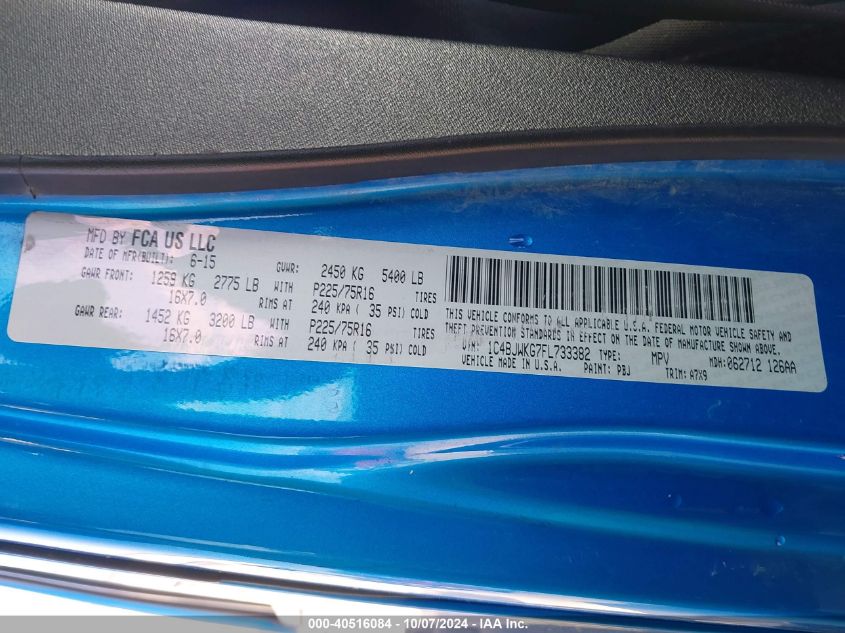 MFD BY FCA US LLC
DATE OF MFR(BUILT): 6-15 GVWR: 2450 KG 5400 LB
GAWR FRONT: 1259 KG 2775 LB WITH P225/75R16 TIRES
16X7.0 RIMS AT 240 KPA ( 35 PSI) COLD
GAWR REAR: 1452 KG 3200 LB WITH P225/75R16 TIRES
16X7.0 RIMS AT 240 KPA ( 35 PSI) COLD
THIS VEHICLE CONFORMS TO ALL APPLICABLE U.S.A. FEDERAL MOTOR VEHICLE SAFETY AND
THEFT PREVENTION STANDARDS IN EFFECT ON THE DATE OF MANUFACTURE SHOWN ABOVE.
VIN: 1C4BJWKG7FL733382 TYPE: MPV MDH:062712 126AA
VEHICLE MADE IN U.S.A. PAINT: PBJ TRIM: A7X9
000-40516084 - 10/07/2024 - IAA Inc.